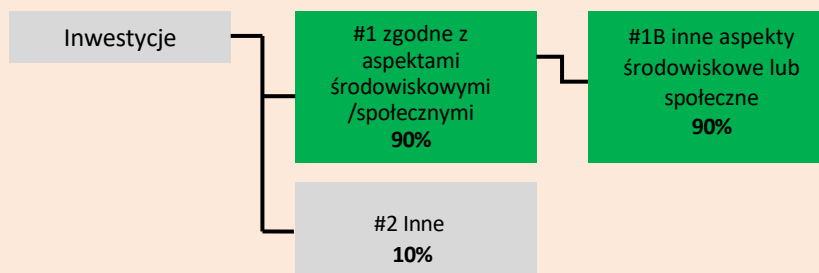 Inwestycje
#1 zgodne z
aspektami
środowiskowymi
/społecznymi
90%
#1B inne aspekty
środowiskowe lub
społeczne
90%
#2 Inne
10%